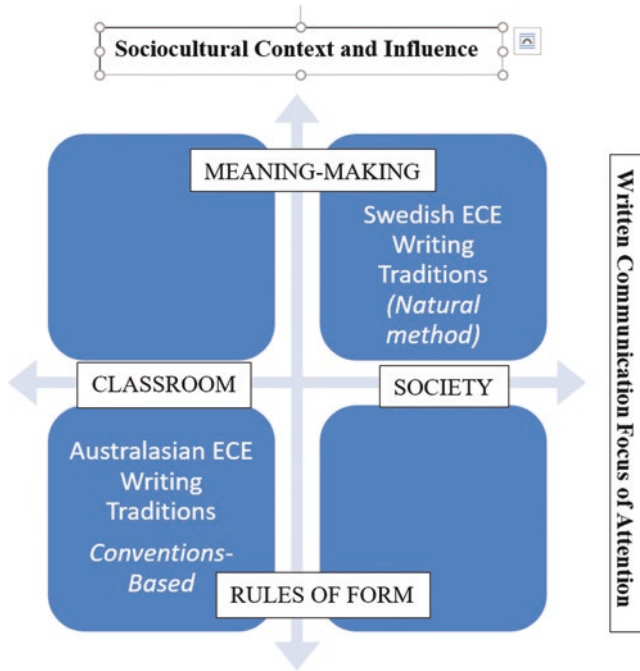 Sociocultural Context and Influence
MEANING-MAKING
Swedish ECE
Writing
Traditions
(Natural
method)
CLASSROOM
SOCIETY
Australasian ECE
Writing
Traditions
Conventions-
Based
RULES OF FORM
Written Communication Focus of Attention